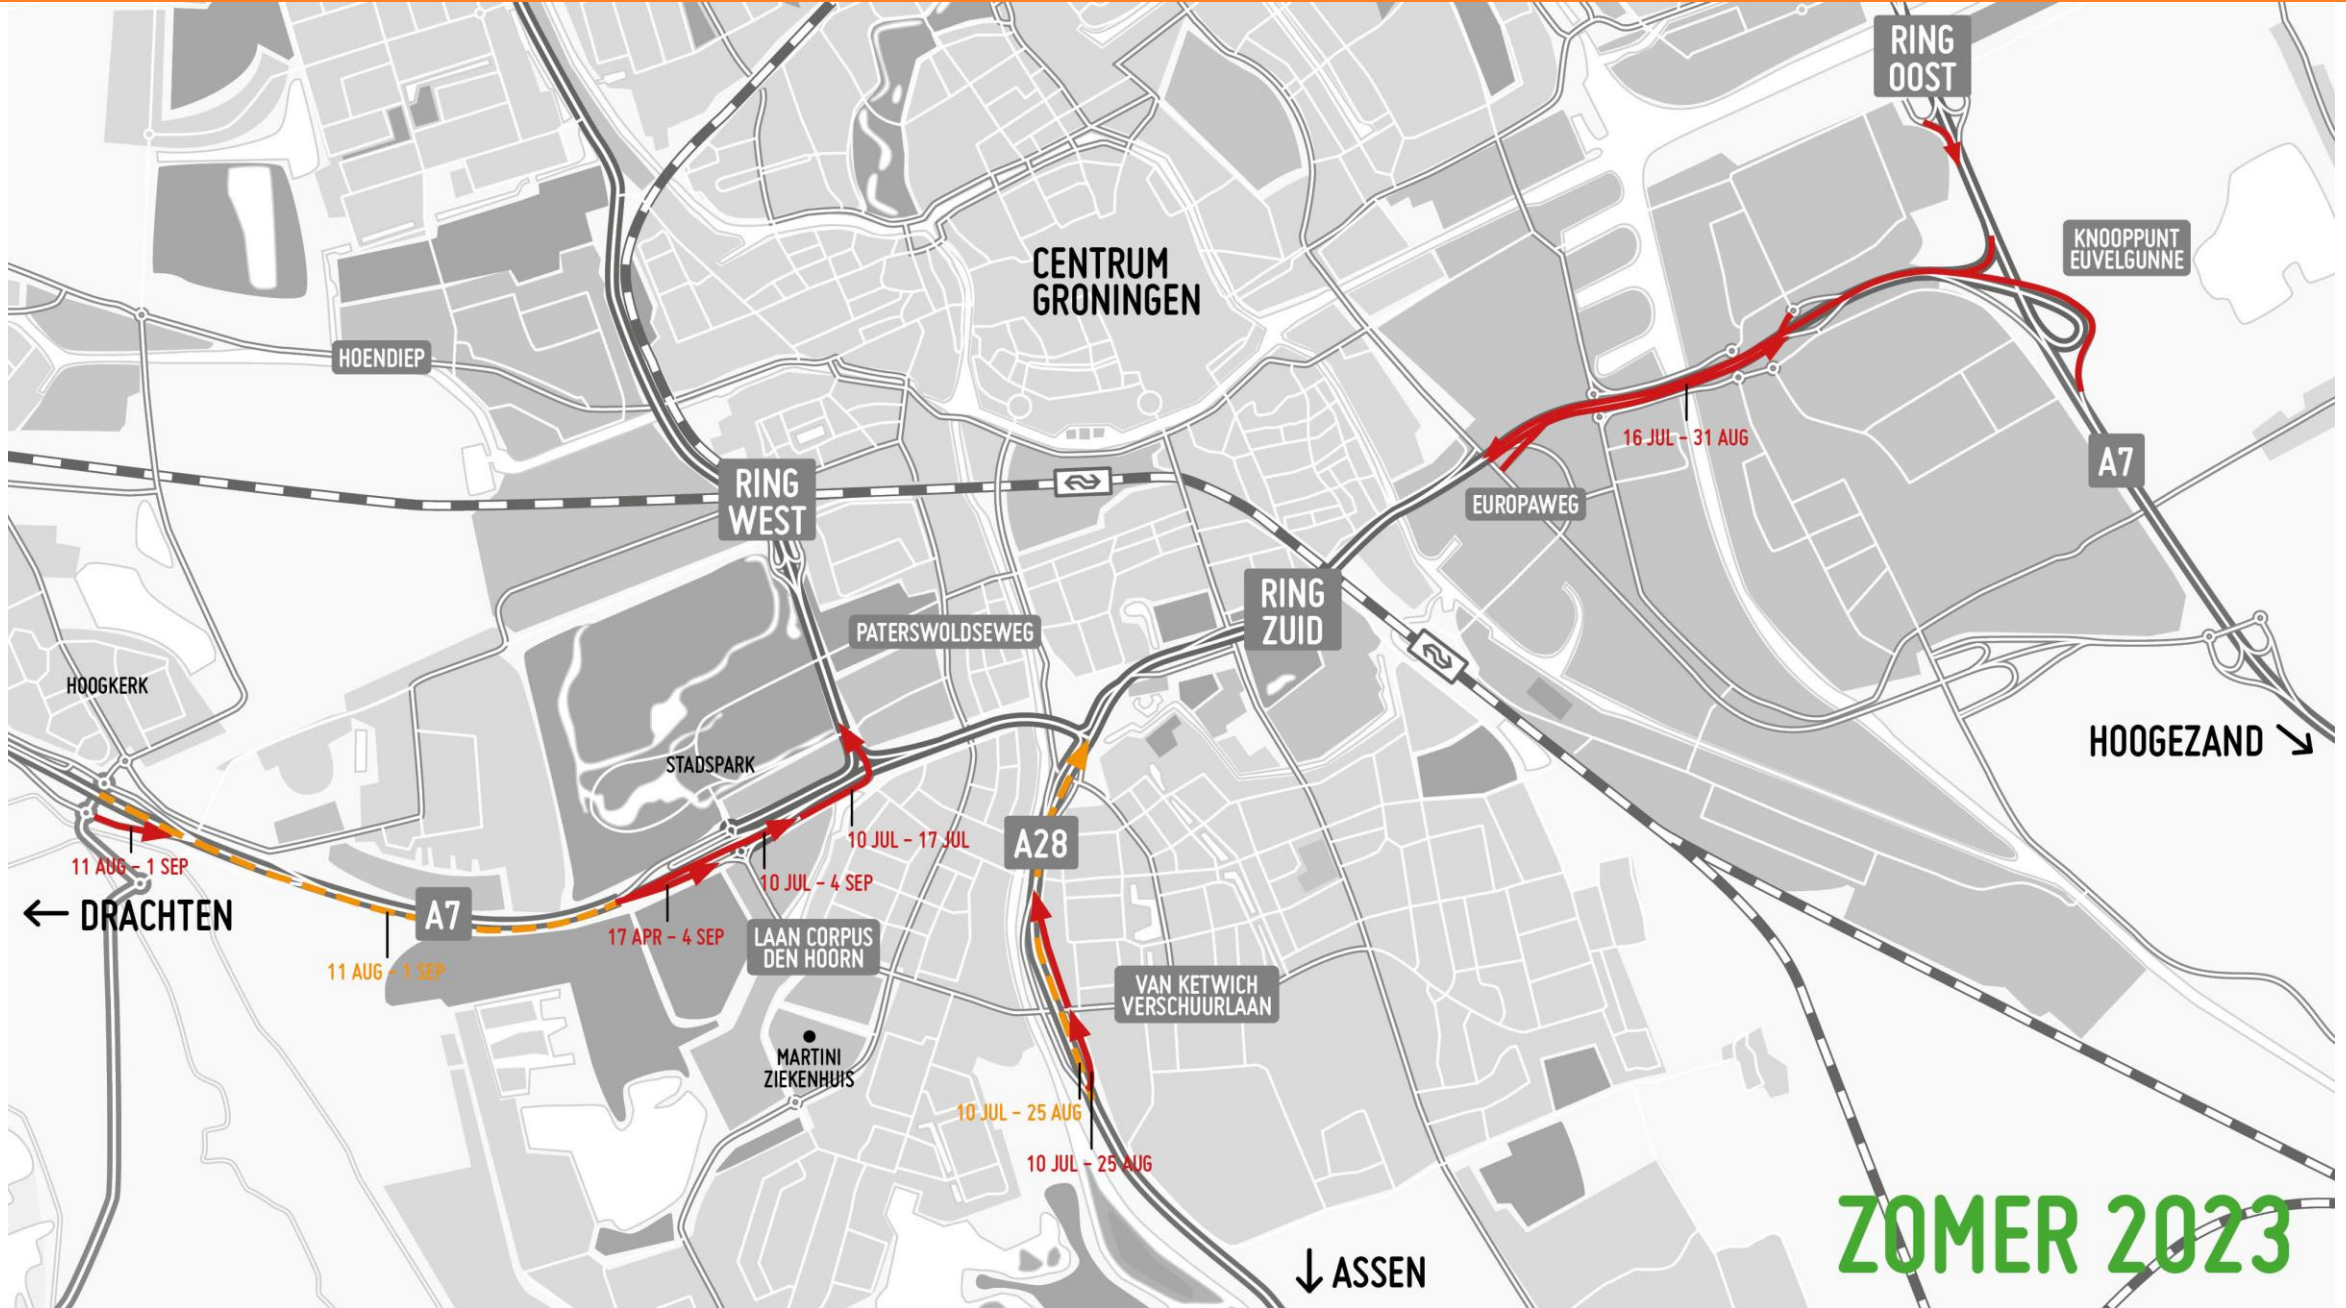 RING
OOST
KNOOPPUNT
EUVELGUNNE
CENTRUM
GRONINGEN
HOENDIEP
16 JUL – 31 AUG
A7
RING
WEST
EUROPAWEG
RING
ZUID
PATERSWOLDSEWEG
HOOGKERK
HOOGEZAND
STADSPARK
10 JUL – 17 JUL
A28
11 AUG – 1 SEP
10 JUL – 4 SEP
DRACHTEN
A7
17 APR – 4 SEP
LAAN CORPUS
DEN HOORN
11 AUG – 1 SEP
VAN KETWICH
VERSCHUURLAAN
MARTINI
ZIEKENHUIS
10 JUL – 25 AUG
10 JUL – 25 AUG
ZOMER 2023
ASSEN